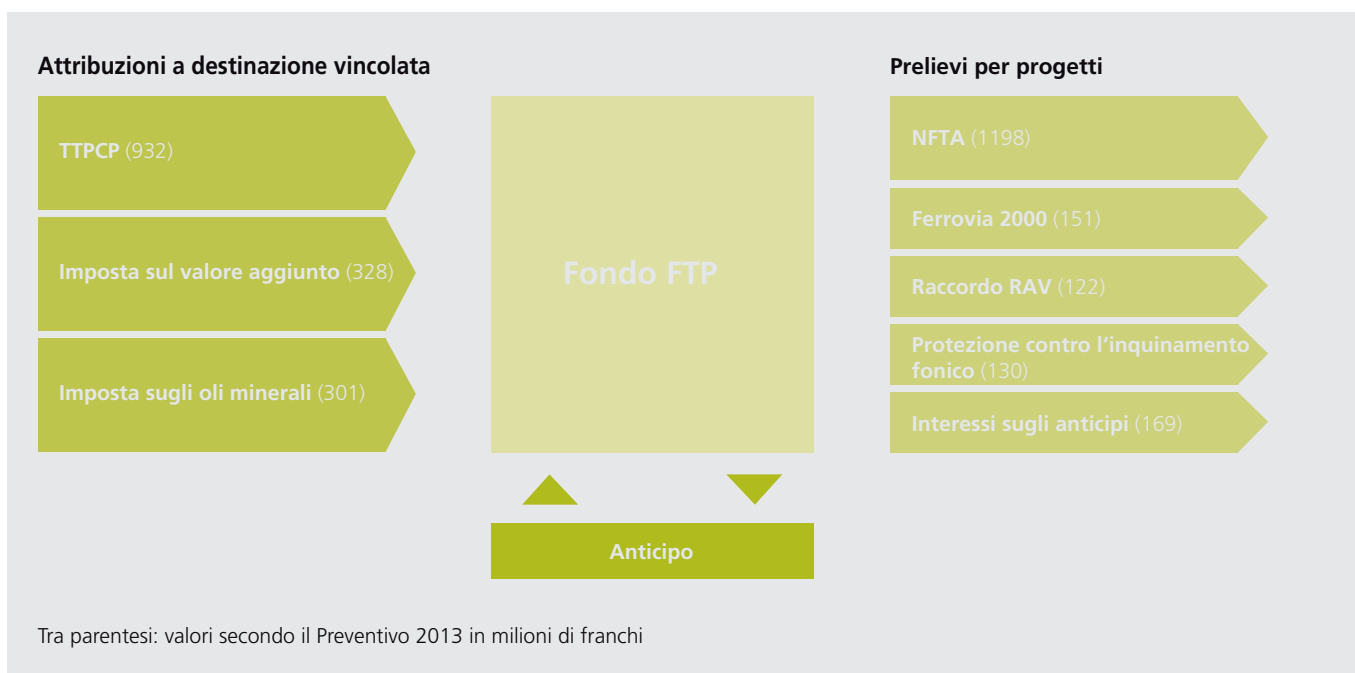 Attribuzioni a destinazione vincolata
TTPCP (932)
Imposta sul valore aggiunto (328)
Imposta sugli oli minerali (301)
Fondo FTP
Anticipo
Prelievi per progetti
NFTA (1198)
Ferrovia 2000 (151)
Raccordo RAV (122)
Protezione contro l'inquinamento
fonico (130)
Interessi sugli anticipi (169)
Tra parentesi: valori secondo il Preventivo 2013 in milioni di franchi